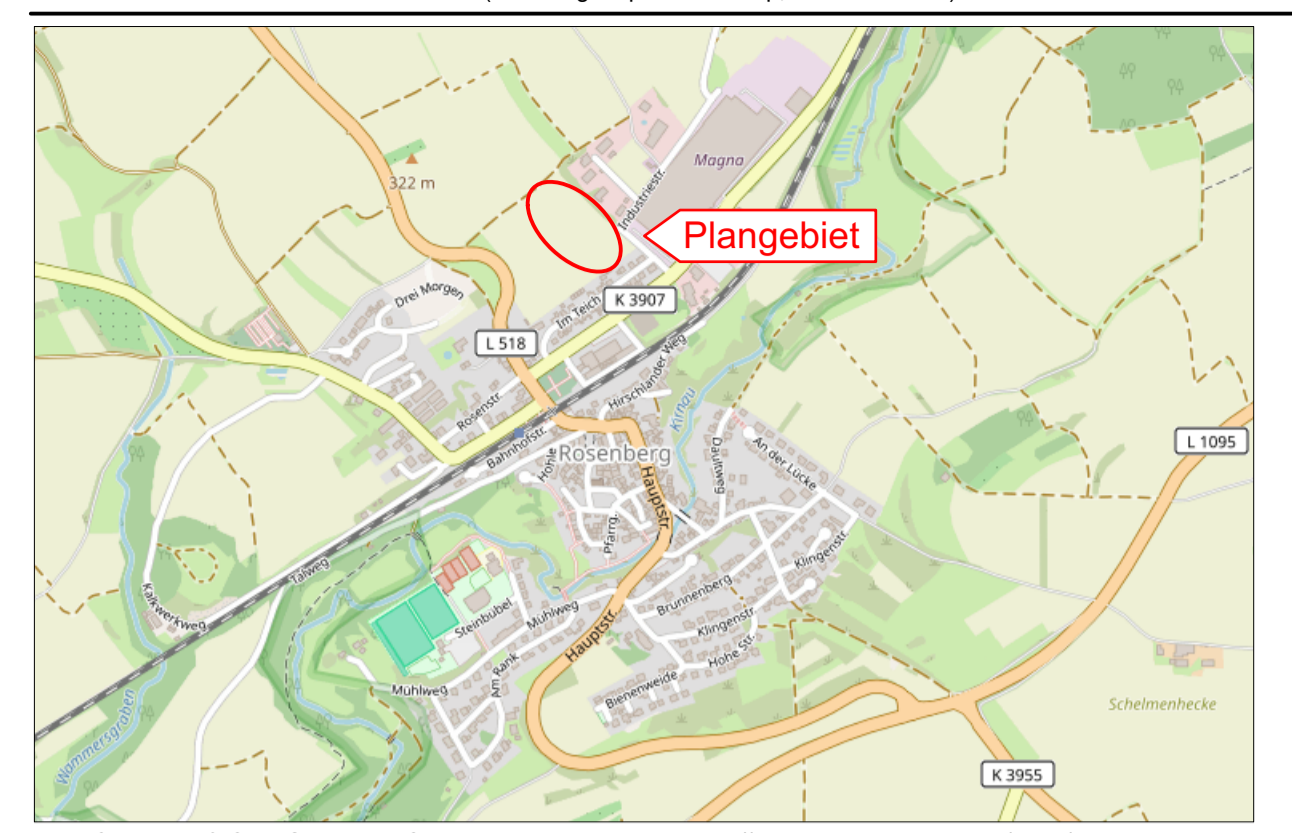 Magna
322 m
Industriestr.
Plangebiet
Drei Morgen
Im Teich
K 3907
L 518
Hirschlander Weg
Rosenstr.
Kirnau
Bahnhofstr.
Höhle
Rosenberg
Dautweg
An der Lücke
L 1095
Hauptstr.
Pfarrg.
Talweg
Klingenstr.
Kalkwerkweg
Steinbübel
Mühlweg
Brunnenberg
Klingenstr.
Hauptstr.
Hohe Str.
Am Rank
Mühlweg
Bienenweide
Schelmenhecke
Wammersgraben
K 3955